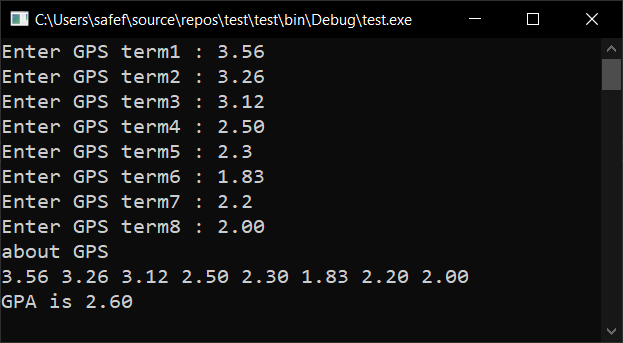 C:\Users\safef\source\repos\test\test\bin\Debug\test.exe
Enter GPS term1 : 3.56
Enter GPS term2 : 3.26
Enter GPS term3 : 3.12
Enter GPS term4 : 2.50
Enter GPS term5 : 2.3
Enter GPS term6 : 1.83
Enter GPS term7 : 2.2
Enter GPS term8 : 2.00
about GPS
3.56 3.26 3.12 2.50 2.30 1.83 2.20 2.00
GPA is 2.60